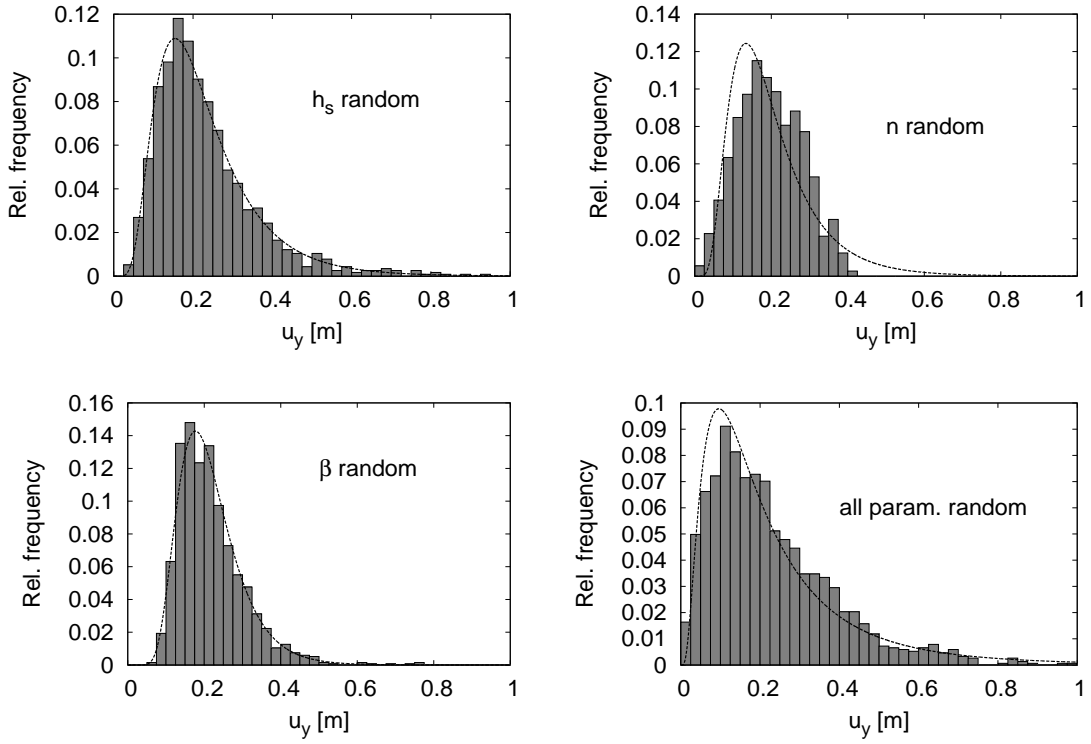 0.12
0.1
0.08
0.06
0.04
0.02
0
Rel. frequency
h_s random
0 0.2 0.4 0.6 0.8 1
u_y [m]
0.14
0.12
0.1
0.08
0.06
0.04
0.02
0
Rel. frequency
n random
0 0.2 0.4 0.6 0.8 1
u_y [m]
0.16
0.14
0.12
0.1
0.08
0.06
0.04
0.02
0
Rel. frequency
β random
0 0.2 0.4 0.6 0.8 1
u_y [m]
0.1
0.09
0.08
0.07
0.06
0.05
0.04
0.03
0.02
0.01
0
Rel. frequency
all param. random
0 0.2 0.4 0.6 0.8 1
u_y [m]